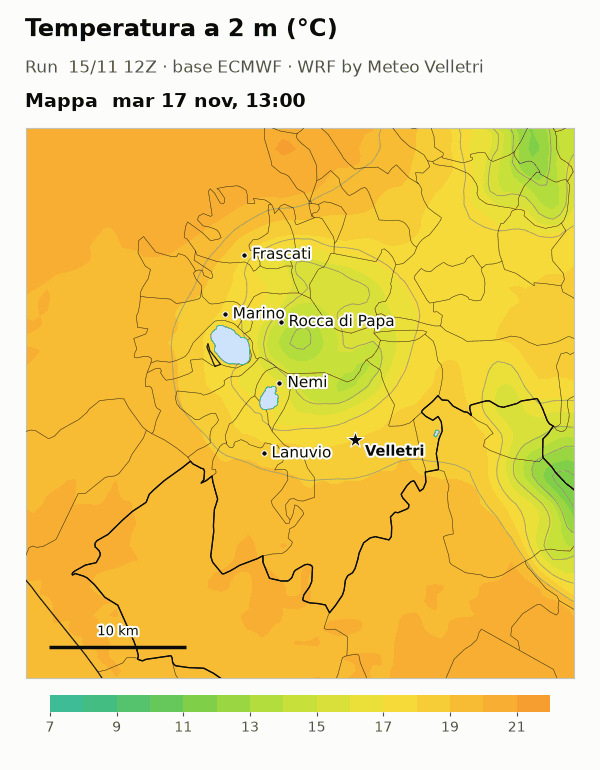 Temperatura a 2 m (°C)
Run  15/11 12Z · base ECMWF · WRF by Meteo Velletri
Mappa  mar 17 nov, 13:00
Frascati
Marino
Rocca di Papa
Nemi
Velletri
Lanuvio
10 km
7 9 11 13 15 17 19 21